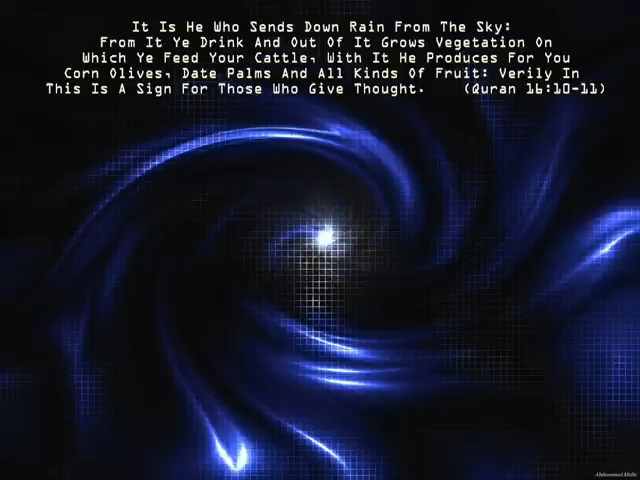 It Is He Who Sends Down Rain From The Sky:
From It Ye Drink And Out Of It Grows Vegetation On
Which Ye Feed Your Cattle, With It He Produces For You
Corn Olives, Date Palms And All Kinds Of Fruit: Verily In
This Is A Sign For Those Who Give Thought. (Quran 16:10-11)